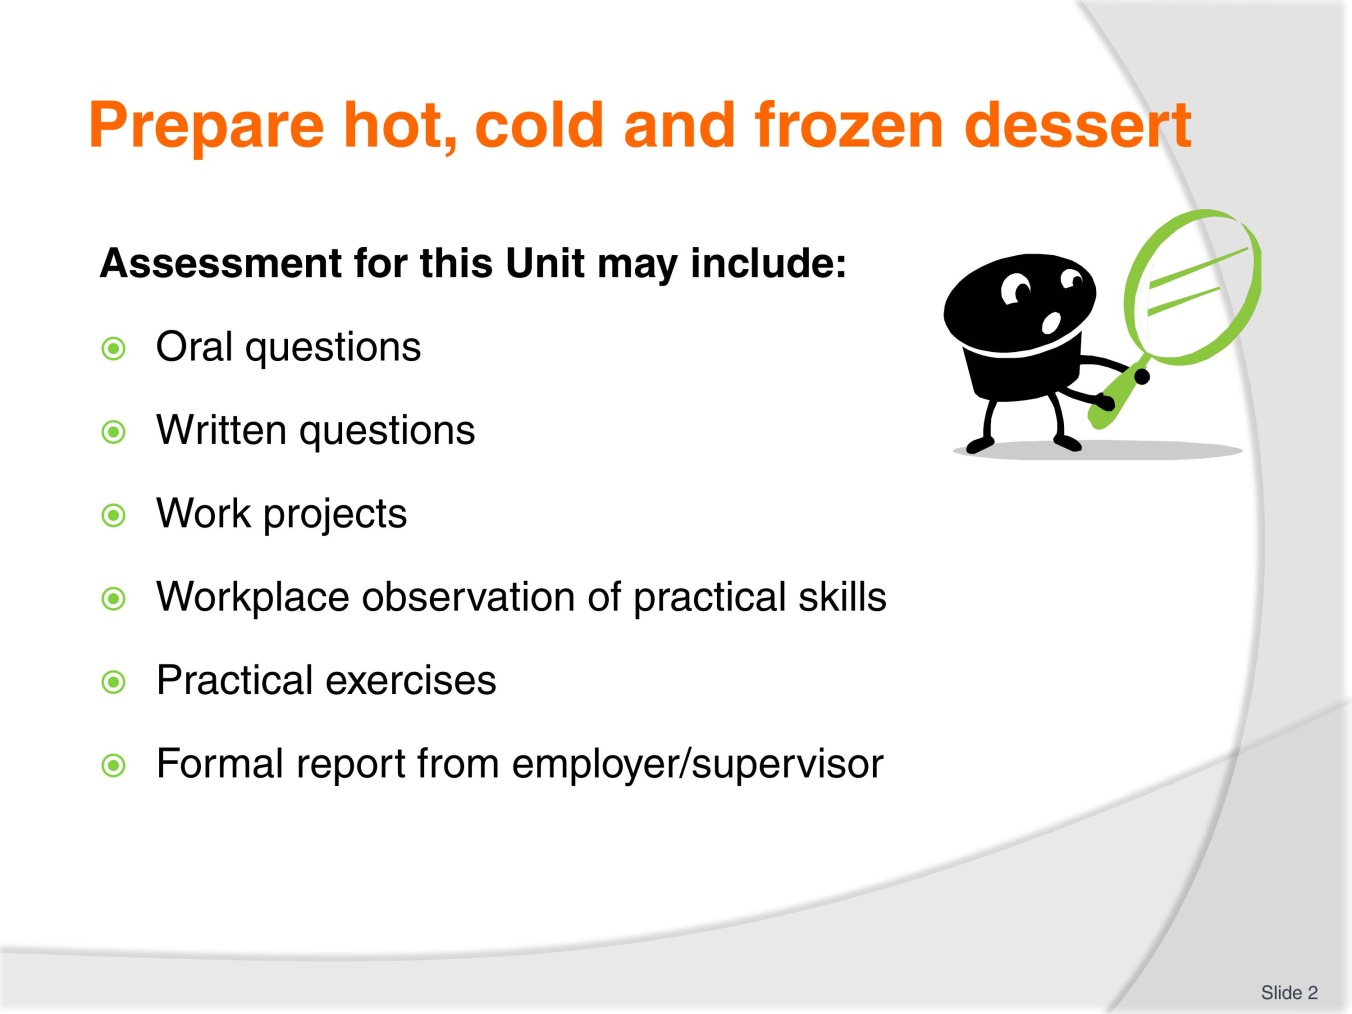 Prepare hot, cold and frozen dessert
Assessment for this Unit may include:
Oral questions
Written questions
Work projects
Workplace observation of practical skills
Practical exercises
Formal report from employer/supervisor
Slide 2